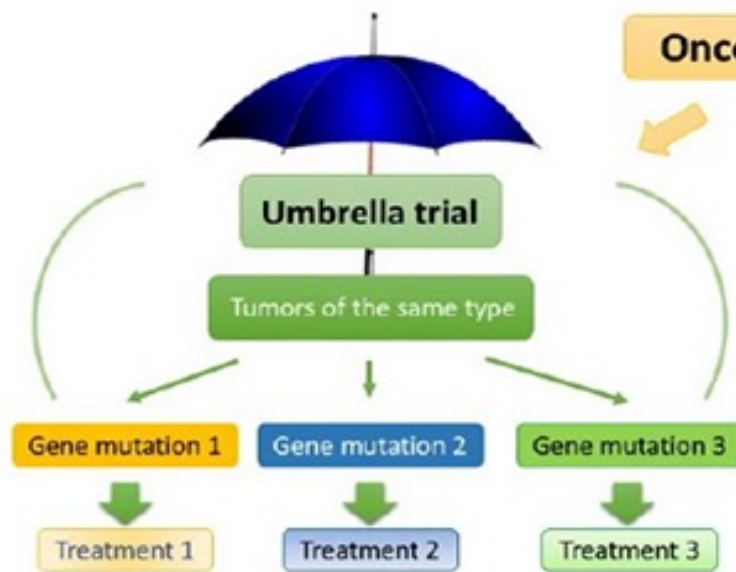 Umbrella trial
Tumors of the same type
Gene mutation 1
Gene mutation 2
Gene mutation 3
Treatment 1
Treatment 2
Treatment 3